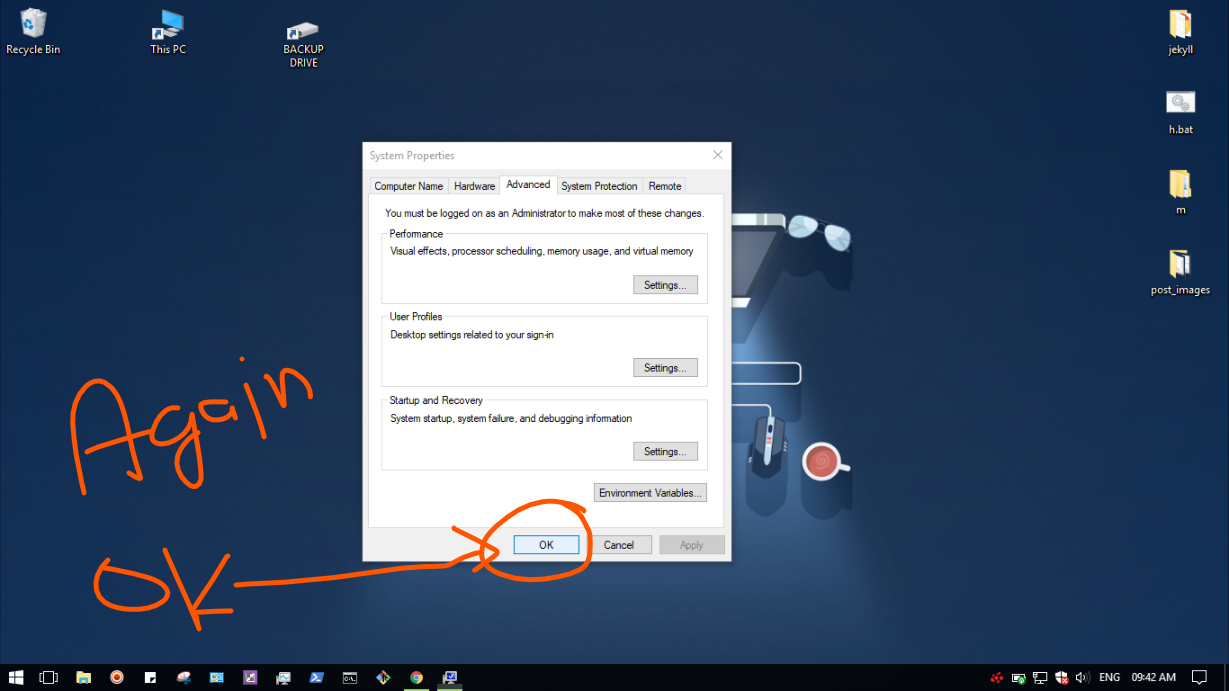 Recycle Bin
This PC
BACKUP
DRIVE
jekyll
h.bat
m
post_images
System Properties
Computer Name Hardware Advanced System Protection Remote
You must be logged on as an Administrator to make most of these changes.
Performance
Visual effects, processor scheduling, memory usage, and virtual memory
Settings...
User Profiles
Desktop settings related to your sign-in
Settings...
Startup and Recovery
System startup, system failure, and debugging information
Settings...
Environment Variables...
OK Cancel Apply
Again
OK
ENG 09:42 AM